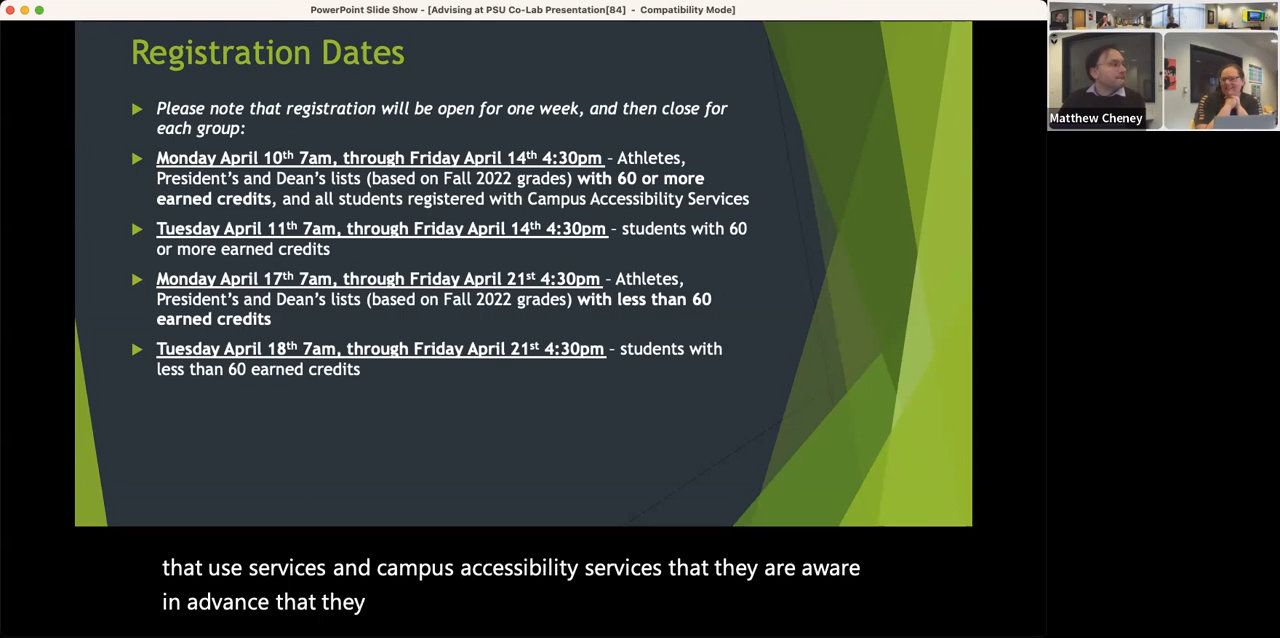 PowerPoint Slide Show - [Advising at PSU Co-Lab Presentation[84] - Compatibility Mode]
Registration Dates
Please note that registration will be open for one week, and then close for
each group:
Monday April 10th 7am, through Friday April 14th 4:30pm – Athletes,
President's and Dean's lists (based on Fall 2022 grades) with 60 or more
earned credits, and all students registered with Campus Accessibility Services
Tuesday April 11th 7am, through Friday April 14th 4:30pm – students with 60
or more earned credits
Monday April 17th 7am, through Friday April 21st 4:30pm – Athletes,
President's and Dean's lists (based on Fall 2022 grades) with less than 60
earned credits
Tuesday April 18th 7am, through Friday April 21st 4:30pm – students with
less than 60 earned credits
Matthew Cheney
that use services and campus accessibility services that they are aware
in advance that they